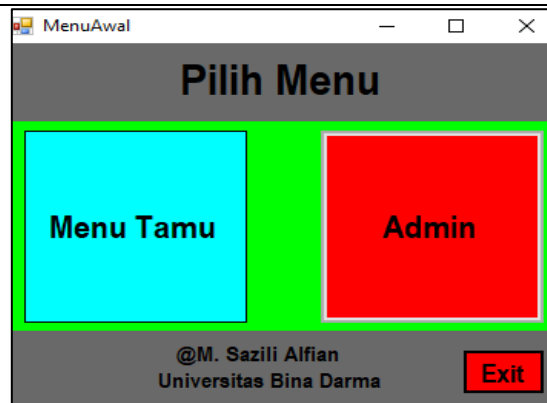 MenuAwal
Pilih Menu
Menu Tamu
Admin
@M. Sazili Alfian
Universitas Bina Darma
Exit